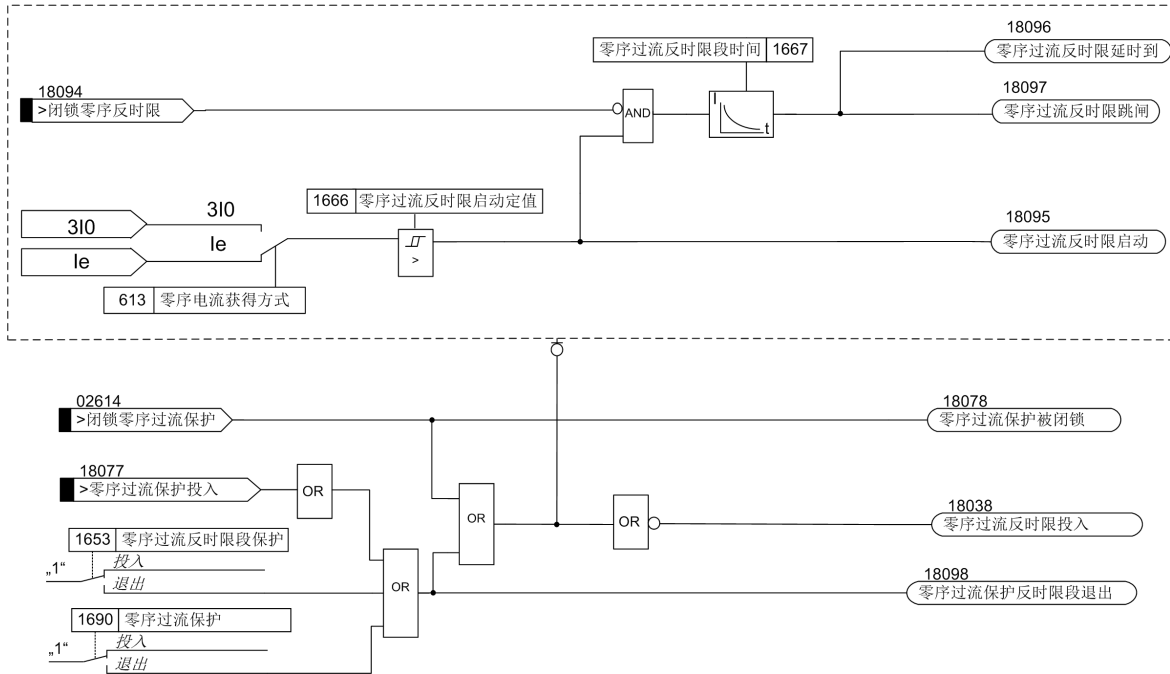 18096
零序过流反时限延时到
零序过流反时限段时间 1667
18094
>闭锁零序反时限
AND
I
t
18097
零序过流反时限跳闸
1666 零序过流反时限启动定值
3I0
3I0
Ie
Ie
>
18095
零序过流反时限启动
613 零序电流获得方式
02614
>闭锁零序过流保护
18078
零序过流保护被闭锁
18077
>零序过流保护投入
OR
OR
OR
18038
零序过流反时限投入
1653 零序过流反时限段保护
„1“
投入
退出
OR
18098
零序过流保护反时限段退出
1690 零序过流保护
„1“
投入
退出